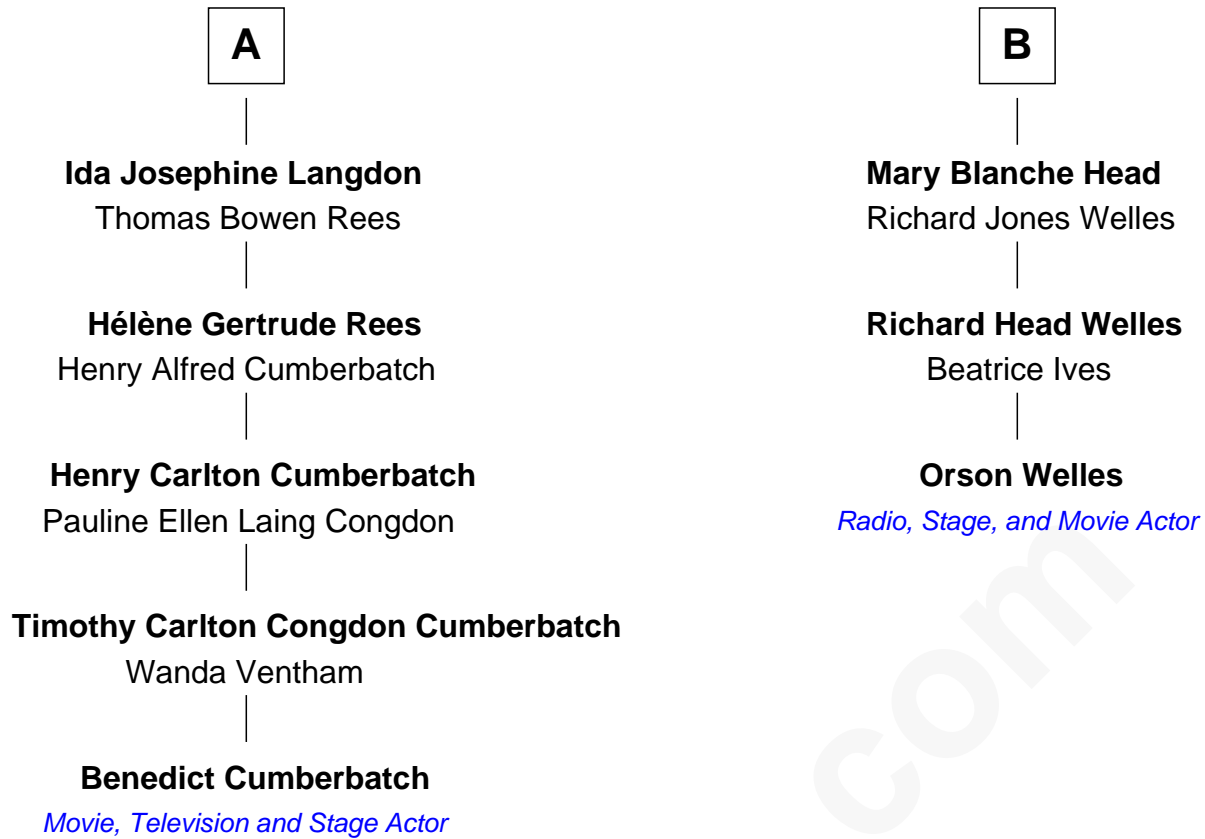 A
Ida Josephine Langdon
Thomas Bowen Rees
Hélène Gertrude Rees
Henry Alfred Cumberbatch
Henry Carlton Cumberbatch
Pauline Ellen Laing Congdon
Timothy Carlton Congdon Cumberbatch
Wanda Ventham
Benedict Cumberbatch
Movie, Television and Stage Actor
B
Mary Blanche Head
Richard Jones Welles
Richard Head Welles
Beatrice Ives
Orson Welles
Radio, Stage, and Movie Actor
com